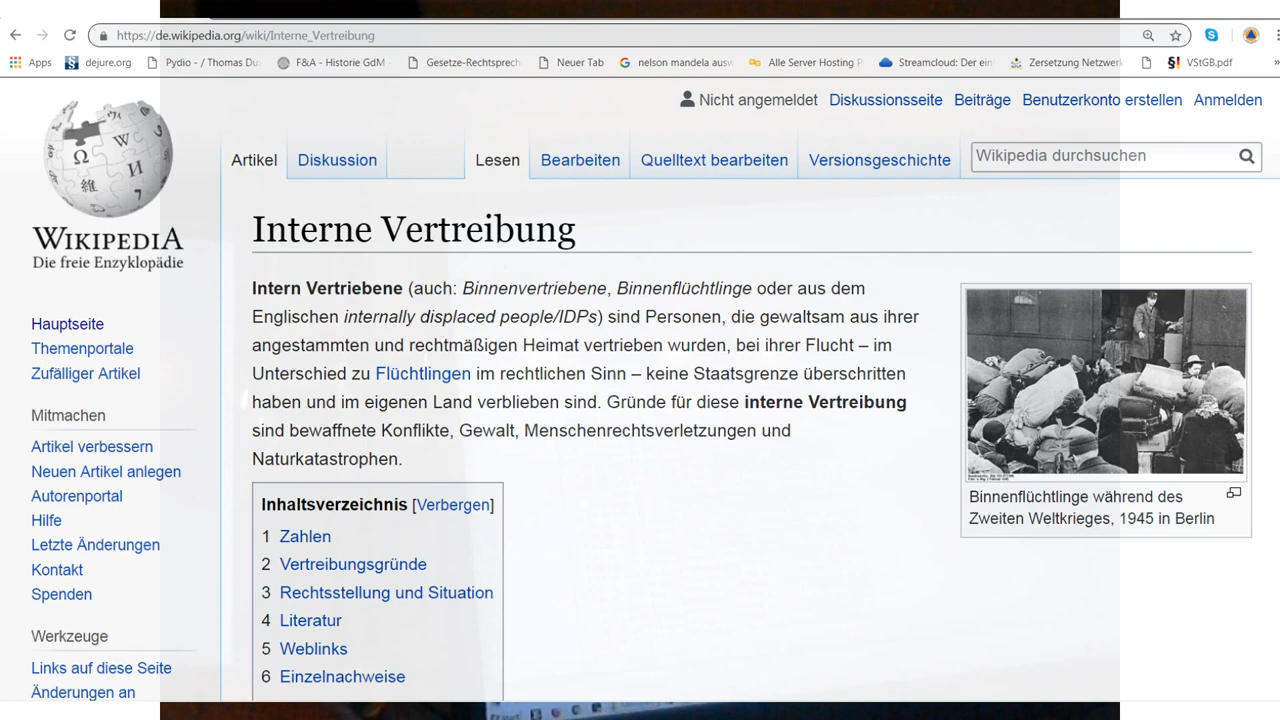 https://de.wikipedia.org/wiki/Interne_Vertreibung
Apps dejure.org Pydio - / Thomas Du F&A - Historie GdM - Gesetze-Rechtsprech Neuer Tab nelson mandela ausw Alle Server Hosting P Streamcloud: Der ein Zersetzung Netzwerk §! VStGB.pdf »
Nicht angemeldet Diskussionsseite Beiträge Benutzerkonto erstellen Anmelden
Artikel Diskussion Lesen Bearbeiten Quelltext bearbeiten Versionsgeschichte Wikipedia durchsuchen
WIKIPEDIA
Die freie Enzyklopädie
Hauptseite
Themenportale
Zufälliger Artikel
Mitmachen
Artikel verbessern
Neuen Artikel anlegen
Autorenportal
Hilfe
Letzte Änderungen
Kontakt
Spenden
Werkzeuge
Links auf diese Seite
Änderungen an
Interne Vertreibung
Intern Vertriebene (auch: Binnenvertriebene, Binnenflüchtlinge oder aus dem
Englischen internally displaced people/IDPs) sind Personen, die gewaltsam aus ihrer
angestammten und rechtmäßigen Heimat vertrieben wurden, bei ihrer Flucht – im
Unterschied zu Flüchtlingen im rechtlichen Sinn – keine Staatsgrenze überschritten
haben und im eigenen Land verblieben sind. Gründe für diese interne Vertreibung
sind bewaffnete Konflikte, Gewalt, Menschenrechtsverletzungen und
Naturkatastrophen.
Inhaltsverzeichnis [Verbergen]
1 Zahlen
2 Vertreibungsgründe
3 Rechtsstellung und Situation
4 Literatur
5 Weblinks
6 Einzelnachweise
Binnenflüchtlinge während des
Zweiten Weltkrieges, 1945 in Berlin